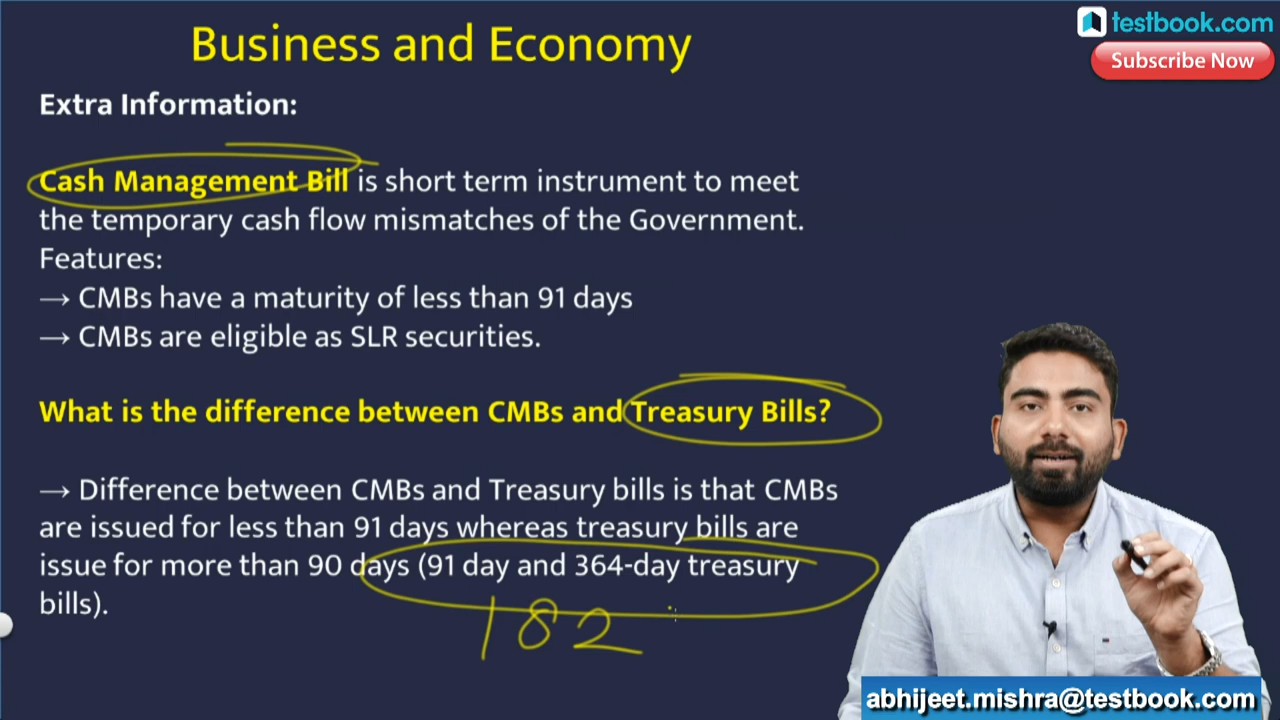 Business and Economy
testbook.com
Subscribe Now
Extra Information:
Cash Management Bill is short term instrument to meet
the temporary cash flow mismatches of the Government.
Features:
→ CMBs have a maturity of less than 91 days
→ CMBs are eligible as SLR securities.
What is the difference between CMBs and Treasury Bills?
→ Difference between CMBs and Treasury bills is that CMBs
are issued for less than 91 days whereas treasury bills are
issue for more than 90 days (91 day and 364-day treasury
bills).
182
abhijeet.mishra@testbook.com